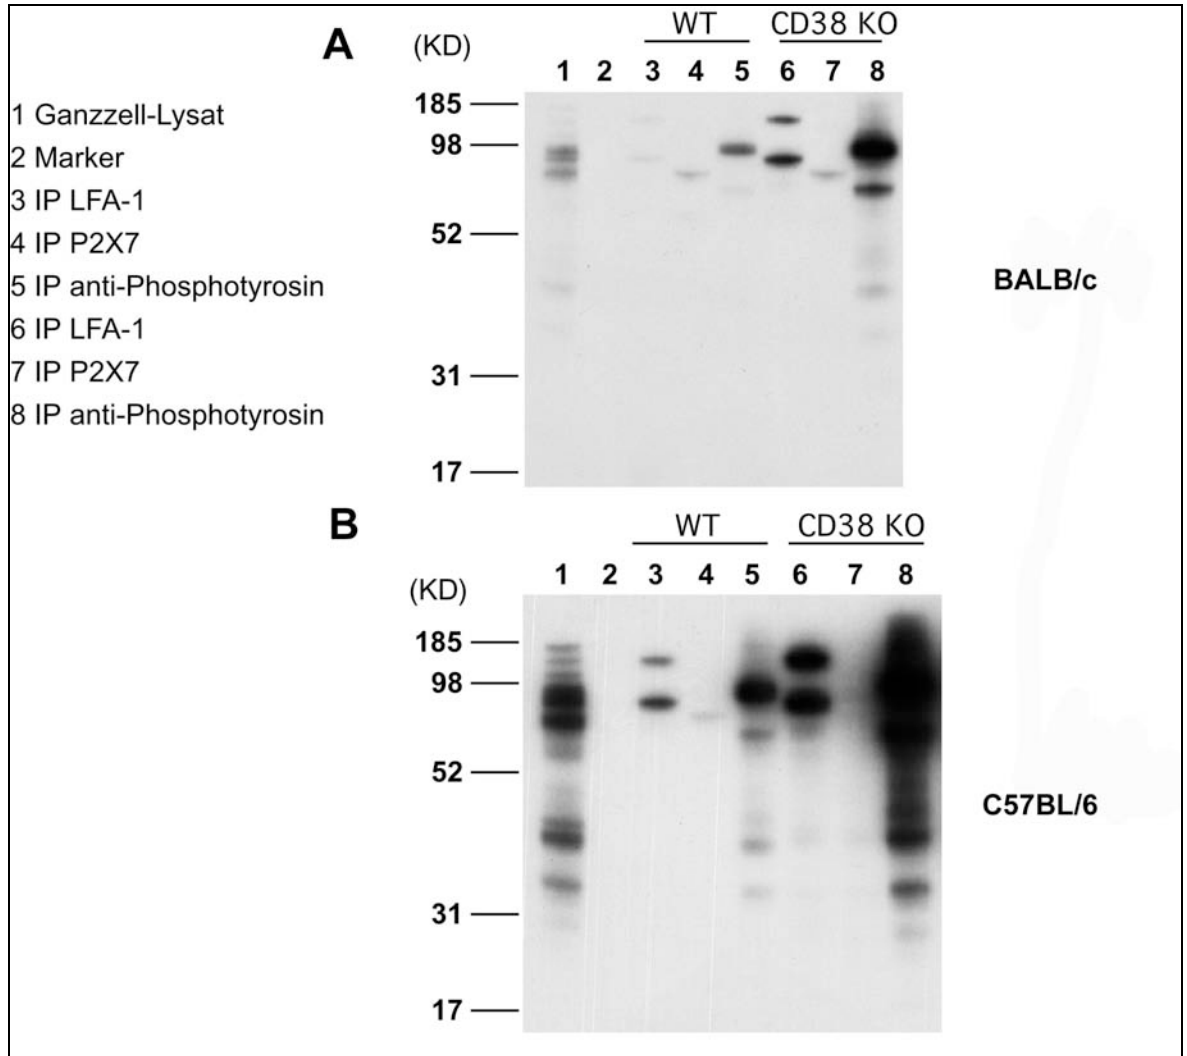 A
(KD)
WT
CD38 KO
1 2 3 4 5 6 7 8
1 Ganzzell-Lysat
2 Marker
3 IP LFA-1
4 IP P2X7
5 IP anti-Phosphotyrosin
6 IP LFA-1
7 IP P2X7
8 IP anti-Phosphotyrosin
185
98
52
31
17
BALB/c
B
(KD)
WT
CD38 KO
1 2 3 4 5 6 7 8
185
98
52
31
17
C57BL/6